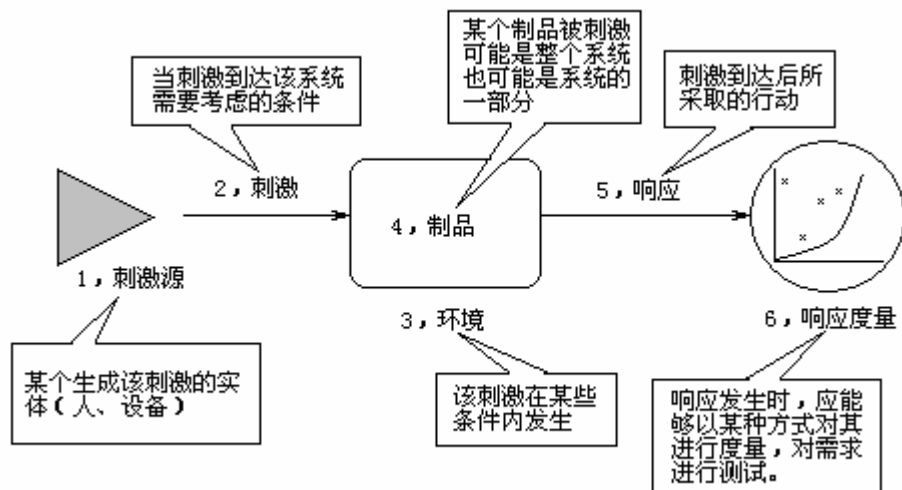 当刺激到达该系统
需要考虑的条件
某个制品被刺激
可能是整个系统
也可能是系统的
一部分
刺激到达后所
采取的行动
2，刺激
4，制品
5，响应
1，刺激源
3，环境
6，响应度量
某个生成该刺激的实
体（人、设备）
该刺激在某些
条件内发生
响应发生时，应能
够以某种方式对其
进行度量，对需求
进行测试。